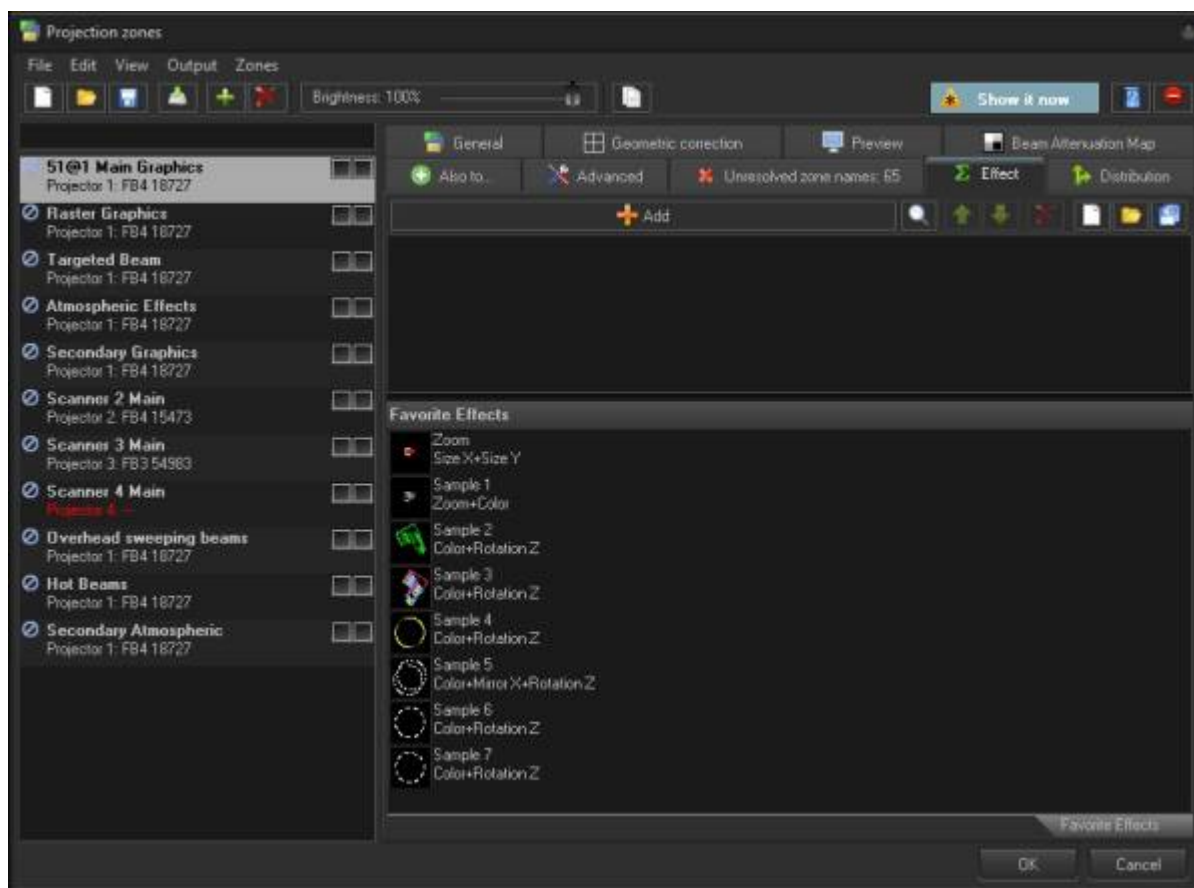 Projection zones
File Edit View Output Zones
Brightness: 100%
Show it now
General Geometric correction Preview Beam Attenuation Map
Also to... Advanced Unresolved zone names: 65 Effect Distribution
Add
51@1 Main Graphics
Projector 1: FB4 18727
Raster Graphics
Projector 1: FB4 18727
Targeted Beam
Projector 1: FB4 18727
Atmospheric Effects
Projector 1: FB4 18727
Secondary Graphics
Projector 1: FB4 18727
Scanner 2 Main
Projector 2: FB4 15473
Scanner 3 Main
Projector 3: FB3 54983
Scanner 4 Main
Projector 4: --
Overhead sweeping beams
Projector 1: FB4 18727
Hot Beams
Projector 1: FB4 18727
Secondary Atmospheric
Projector 1: FB4 18727
Favorite Effects
Zoom
Size X+Size Y
Sample 1
Zoom+Color
Sample 2
Color+Rotation Z
Sample 3
Color+Rotation Z
Sample 4
Color+Rotation Z
Sample 5
Color+Mirror X+Rotation Z
Sample 6
Color+Rotation Z
Sample 7
Color+Rotation Z
Favorite Effects
OK Cancel